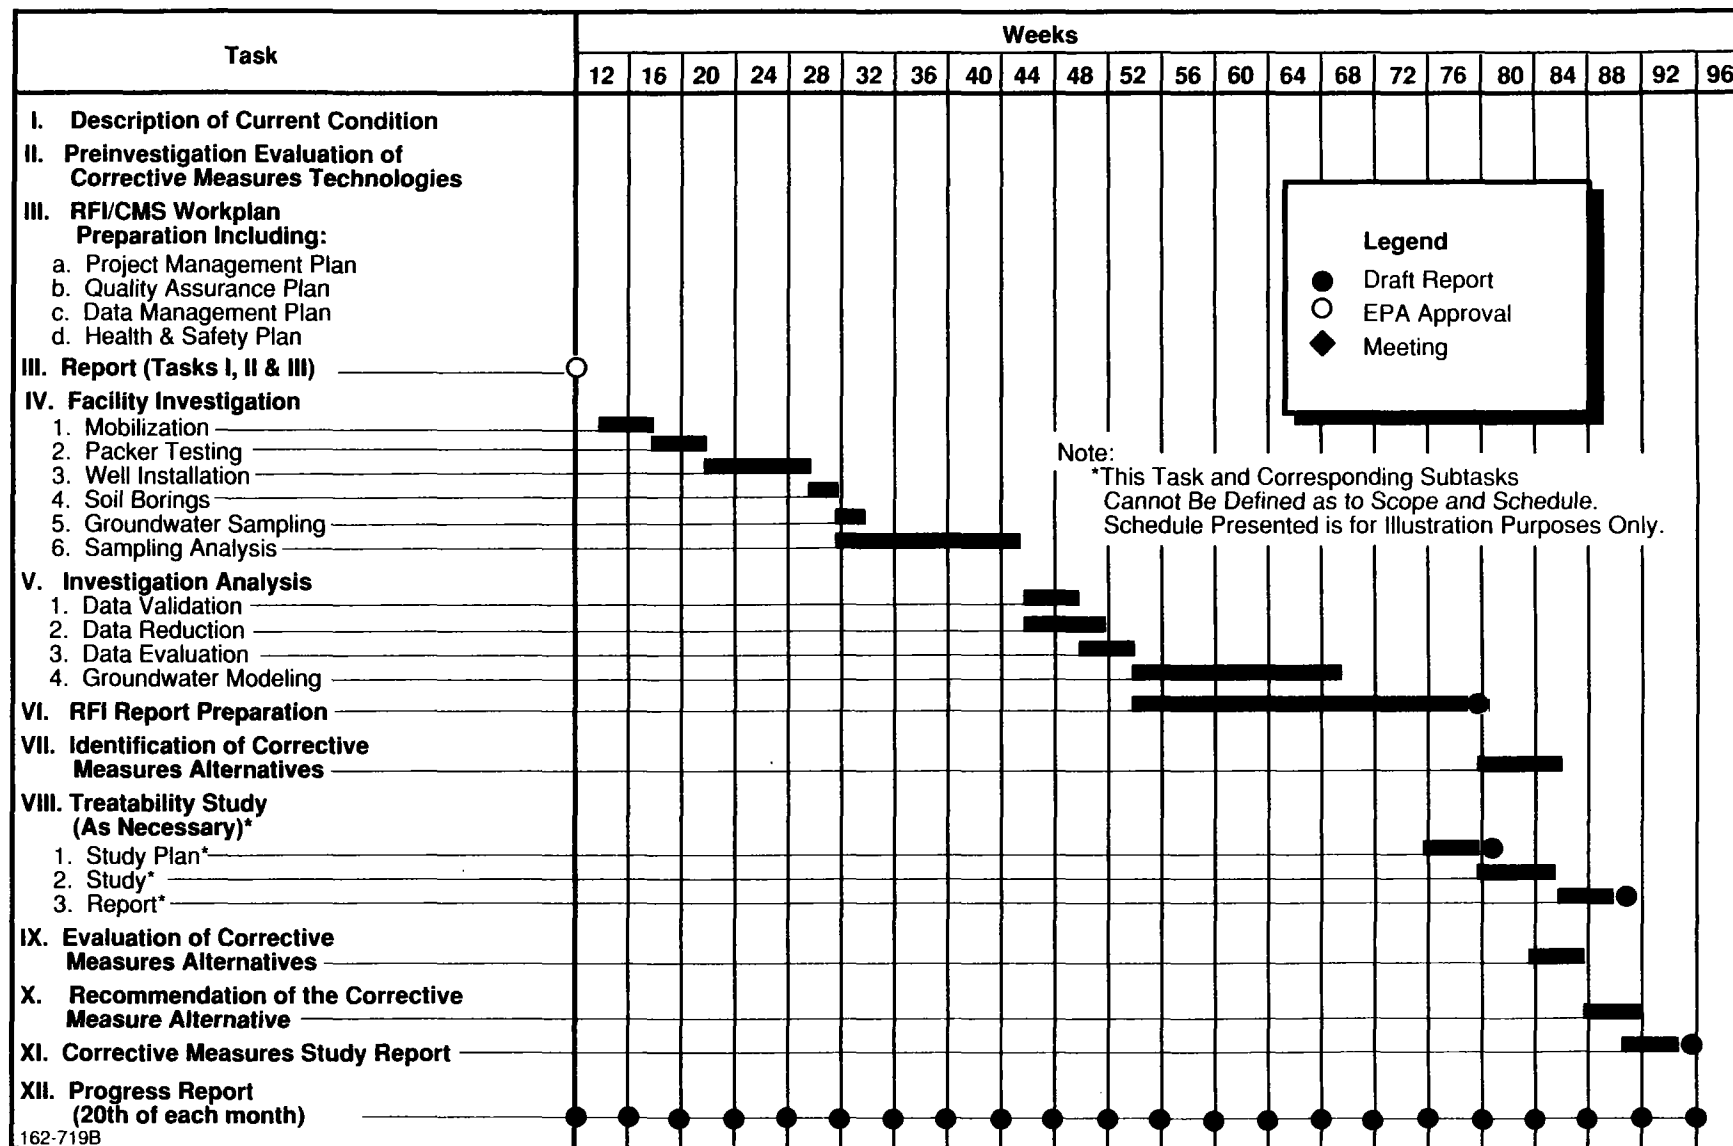 Task
Weeks
12 16 20 24 28 32 36 40 44 48 52 56 60 64 68 72 76 80 84 88 92 96
I. Description of Current Condition
II. Preinvestigation Evaluation of
Corrective Measures Technologies
III. RFI/CMS Workplan
Preparation Including:
a. Project Management Plan
b. Quality Assurance Plan
c. Data Management Plan
d. Health & Safety Plan
III. Report (Tasks I, II & III)
IV. Facility Investigation
1. Mobilization
2. Packer Testing
3. Well Installation
4. Soil Borings
5. Groundwater Sampling
6. Sampling Analysis
V. Investigation Analysis
1. Data Validation
2. Data Reduction
3. Data Evaluation
4. Groundwater Modeling
VI. RFI Report Preparation
VII. Identification of Corrective
Measures Alternatives
VIII. Treatability Study
(As Necessary)*
1. Study Plan*
2. Study*
3. Report*
IX. Evaluation of Corrective
Measures Alternatives
X. Recommendation of the Corrective
Measure Alternative
XI. Corrective Measures Study Report
XII. Progress Report
(20th of each month)
162-719B
Legend
Draft Report
EPA Approval
Meeting
Note:
*This Task and Corresponding Subtasks
Cannot Be Defined as to Scope and Schedule.
Schedule Presented is for Illustration Purposes Only.